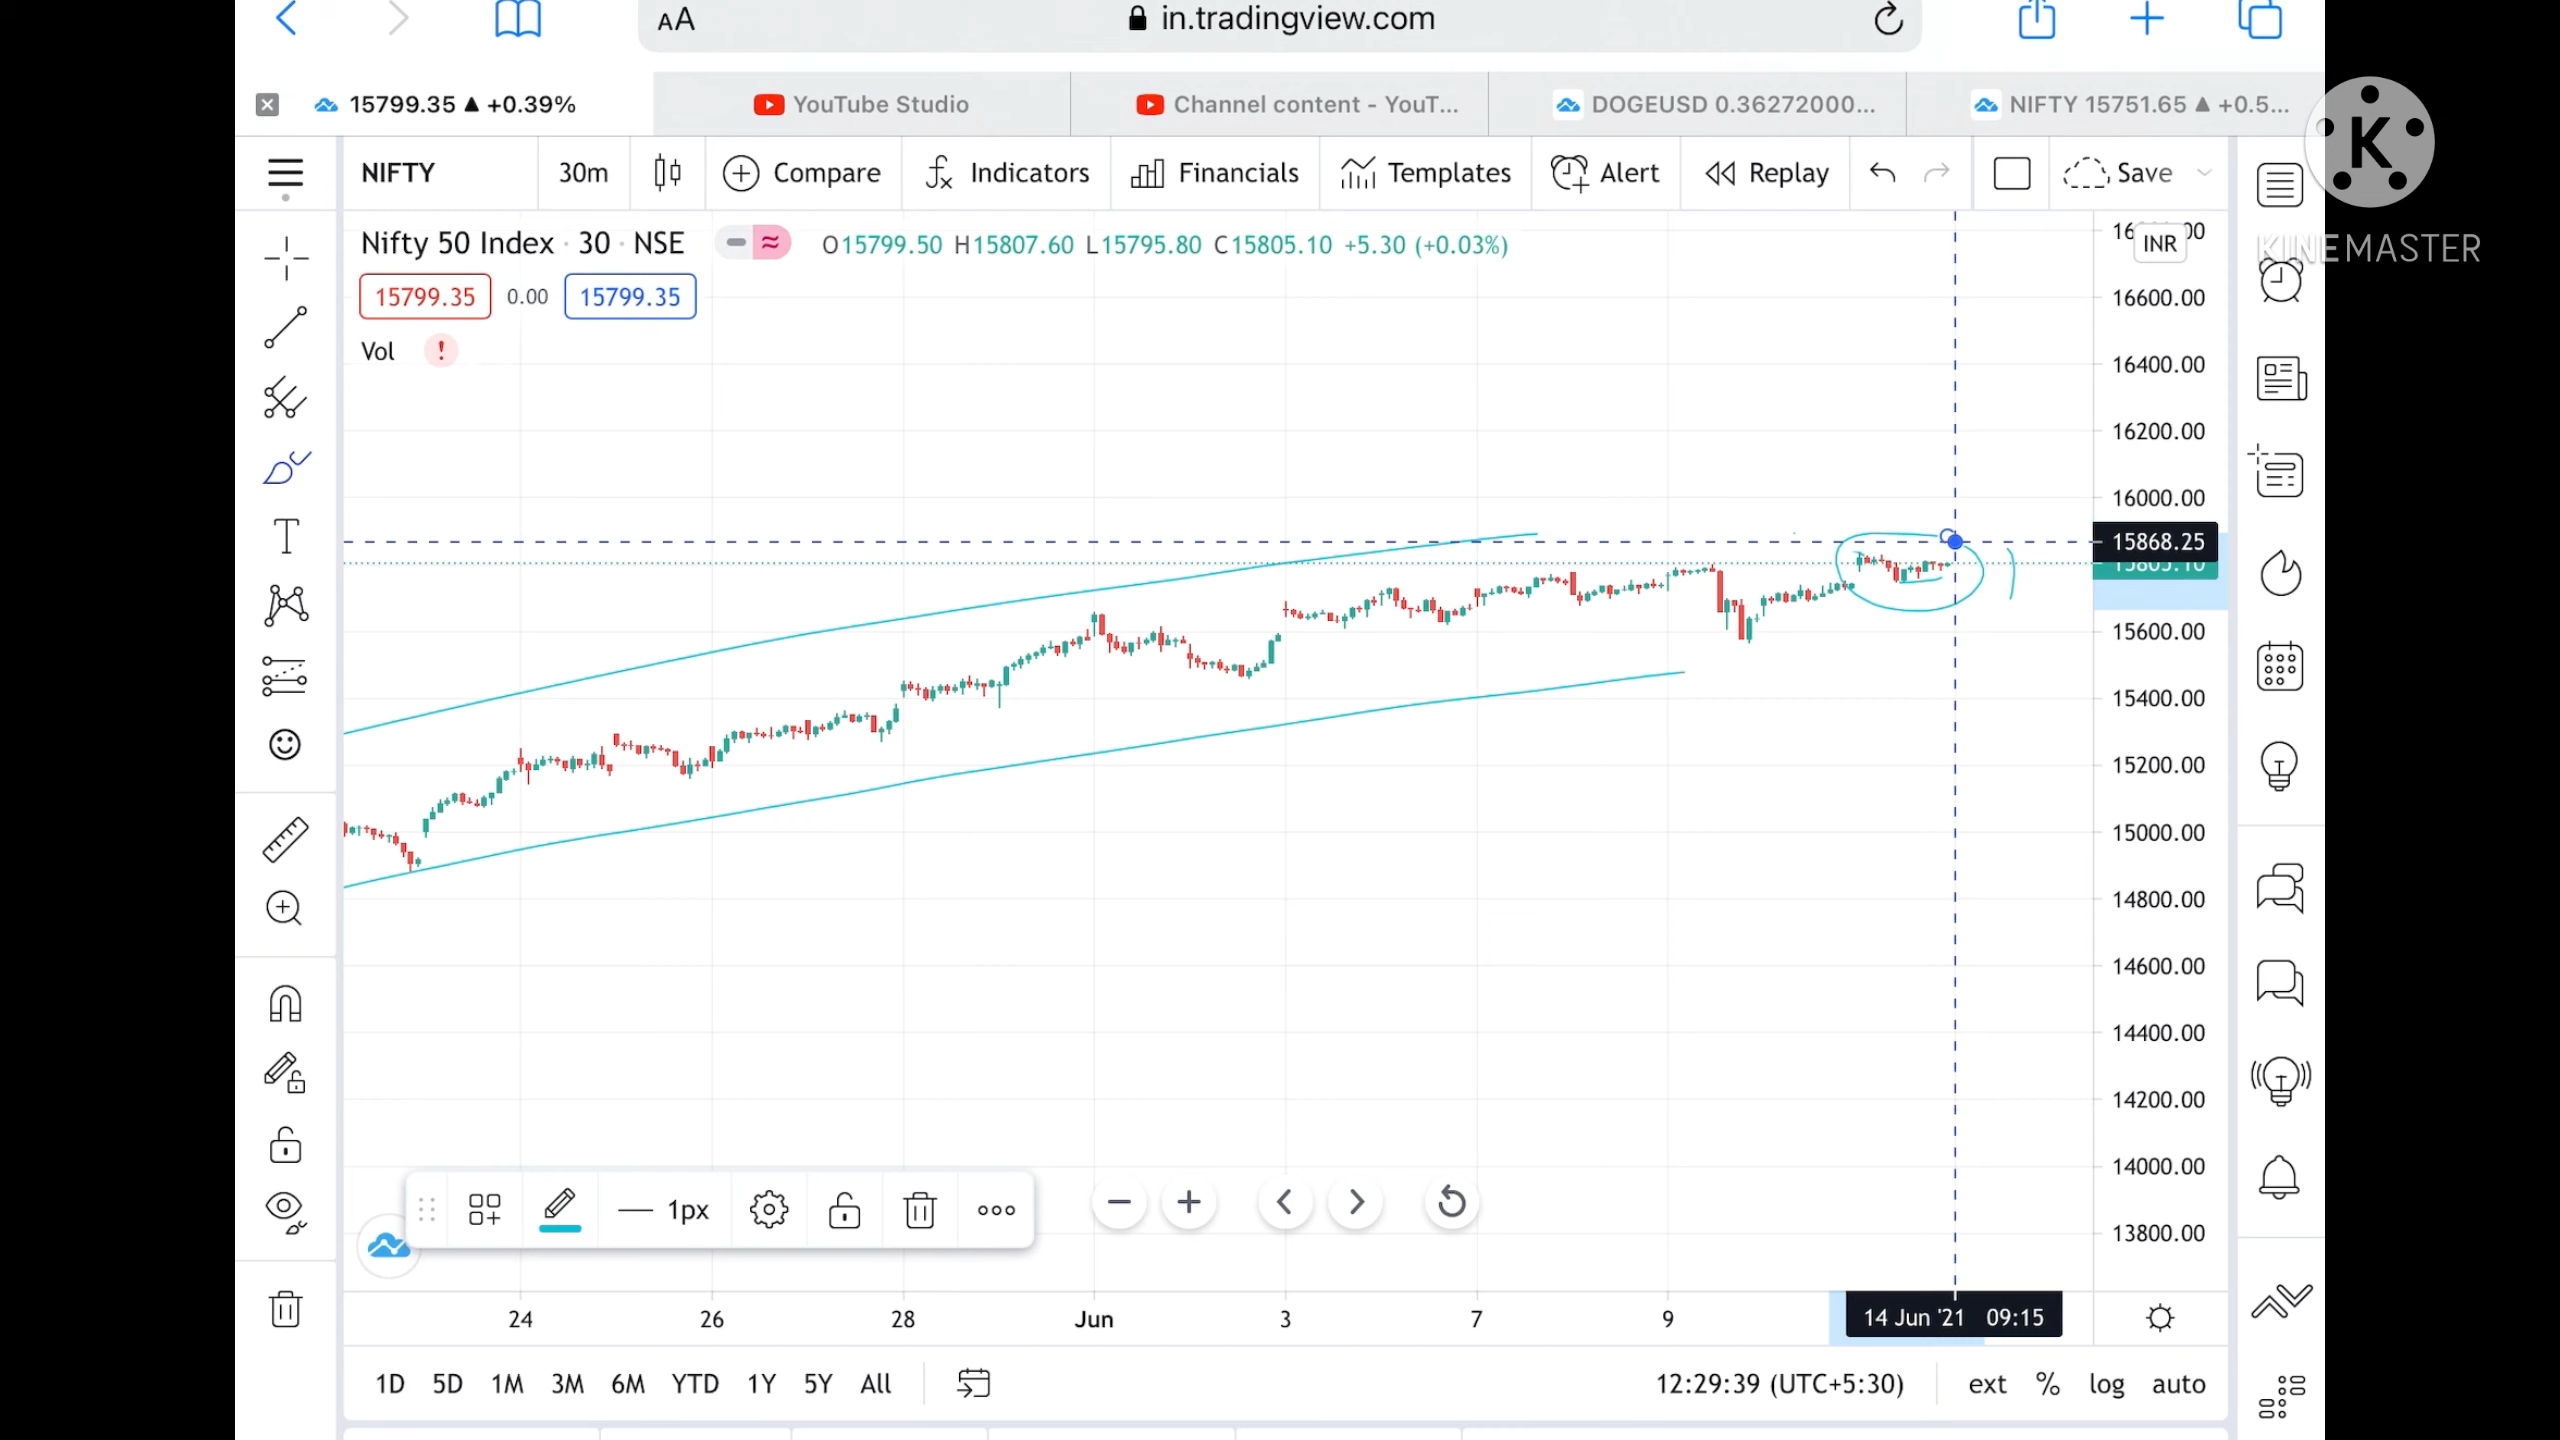 AA in.tradingview.com
15799.35 ▲ +0.39% YouTube Studio Channel content - YouT... DOGEUSD 0.36272000... NIFTY 15751.65 ▲ +0.5...
K
KINEMASTER
NIFTY 30m Compare Indicators Financials Templates Alert Replay Save
Nifty 50 Index · 30 · NSE O15799.50 H15807.60 L15795.80 C15805.10 +5.30 (+0.03%)
15799.35 0.00 15799.35
Vol !
INR
16600.00
16400.00
16200.00
16000.00
15868.25
15805.10
15600.00
15400.00
15200.00
15000.00
14800.00
14600.00
14400.00
14200.00
14000.00
13800.00
1px
24 26 28 Jun 3 7 9 14 Jun '21 09:15
1D 5D 1M 3M 6M YTD 1Y 5Y All 12:29:39 (UTC+5:30) ext % log auto